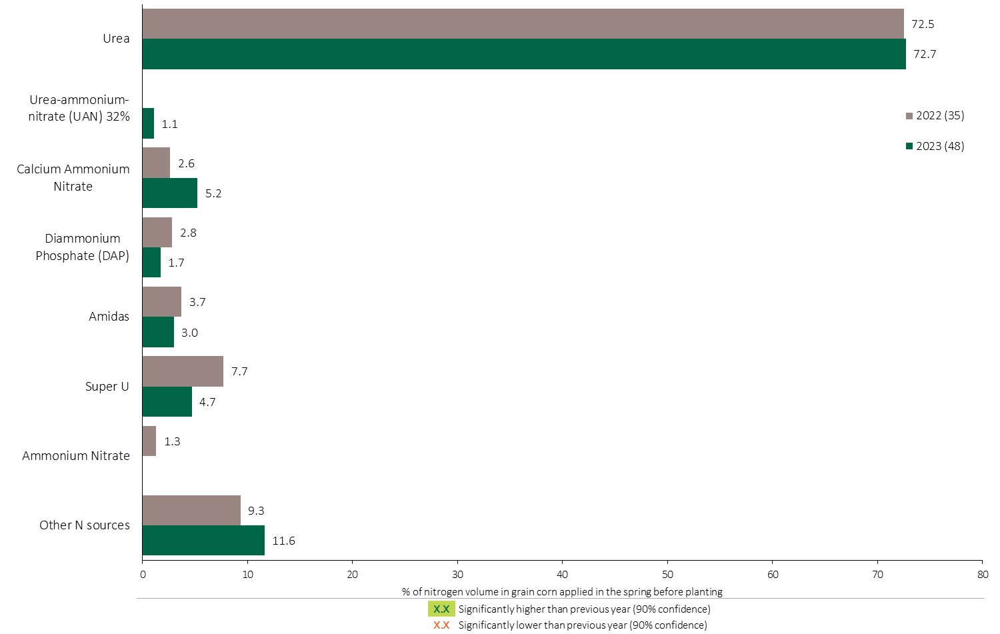 Urea
72.5
72.7
Urea-ammonium-
nitrate (UAN) 32%
1.1
2022 (35)
2023 (48)
Calcium Ammonium
Nitrate
2.6
5.2
Diammonium
Phosphate (DAP)
2.8
1.7
Amidas
3.7
3.0
Super U
7.7
4.7
Ammonium Nitrate
1.3
Other N sources
9.3
11.6
0 10 20 30 40 50 60 70 80
% of nitrogen volume in grain corn applied in the spring before planting
X.X Significantly higher than previous year (90% confidence)
X.X Significantly lower than previous year (90% confidence)